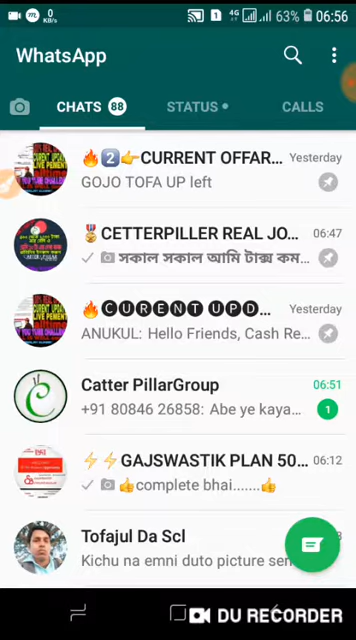 0 KB/s 4G 63% 06:56
WhatsApp
CHATS 88 STATUS CALLS
🔥2️⃣👉CURRENT OFFAR... Yesterday
GOJO TOFA UP left
🎖CETTERPILLER REAL JO... 06:47
সকাল সকাল আমি টাক্স কম...
🔥🅒🅤🅡🅔🅝🅣 🅤🅟🅓... Yesterday
ANUKUL: Hello Friends, Cash Re...
Catter PillarGroup 06:51
+91 80846 26858: Abe ye kaya... 1
⚡⚡GAJSWASTIK PLAN 50... 06:12
👍complete bhai.......👍
Tofajul Da Scl
Kichu na emni duto picture sen
DU RECORDER